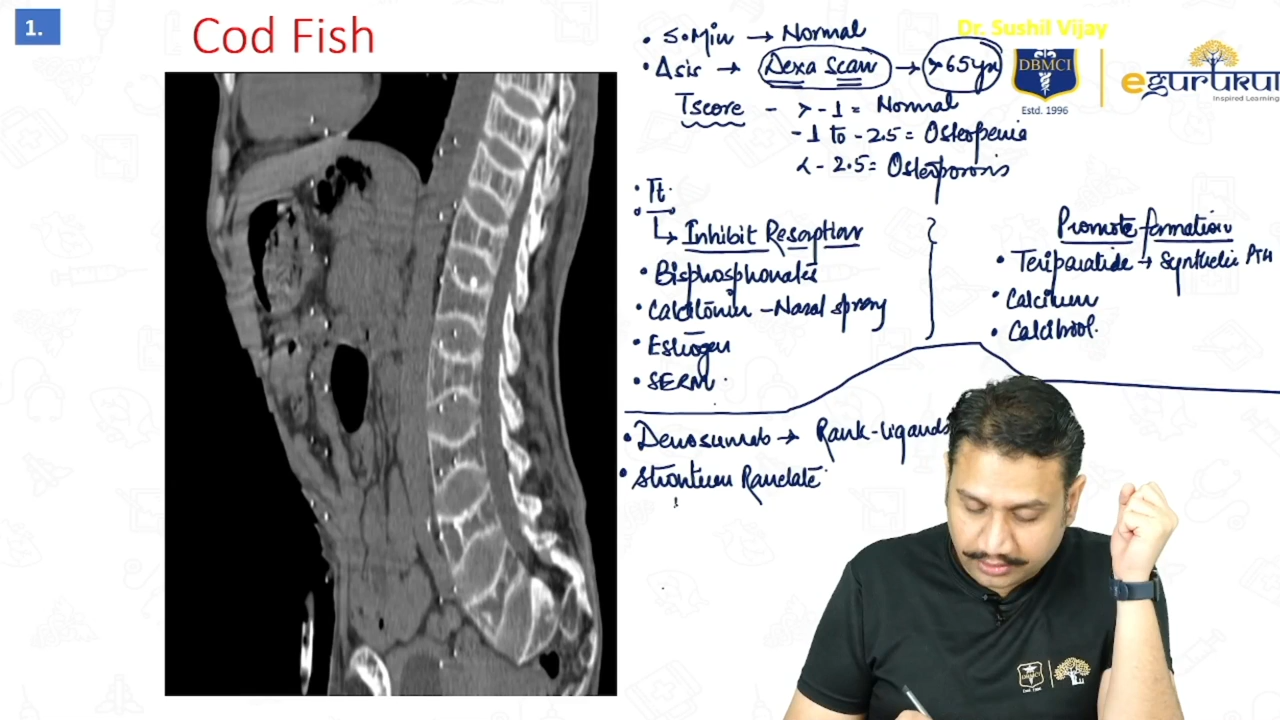 1.
Cod Fish
Dr. Sushil Vijay
DBMCI
Estd. 1996
egurukul
Inspired Learning
• S.Min → Normal
• Δsis → Dexa Scan → >65yr
Tscore - > -1 = Normal
-1 to -2.5 = Osteopenia
< -2.5 = Osteoporosis
• Tt.
↳ Inhibit Resorption
• Bisphosphonates
• Calcitonin - Nasal spray
• Estrogen
• SERM.
Promote formation
• Teriparatide → Synthetic PTH
• Calcium
• Calcitriol.
• Denosumab → Rank-ligands
• Strontium Ranelate
DBMCI